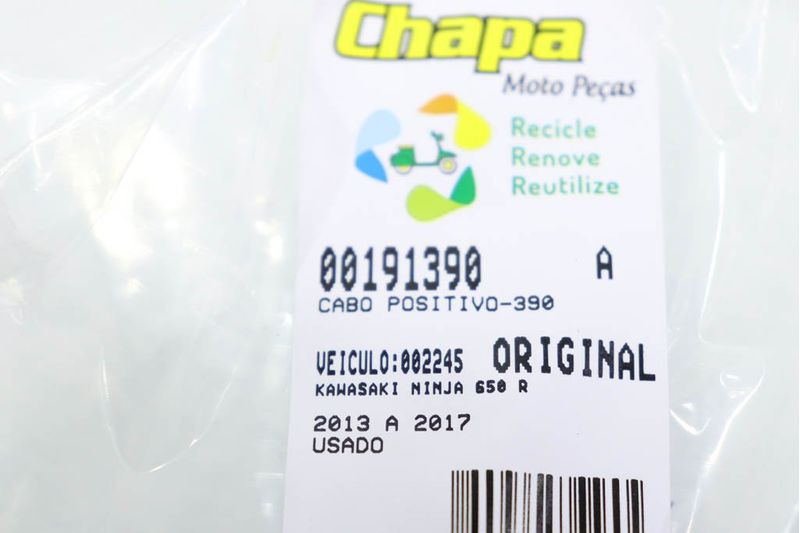 Chapa
Moto Peças
Recicle
Renove
Reutilize
00191390 A
CABO POSITIVO-390
VEICULO:002245 ORIGINAL
KAWASAKI NINJA 650 R
2013 A 2017
USADO